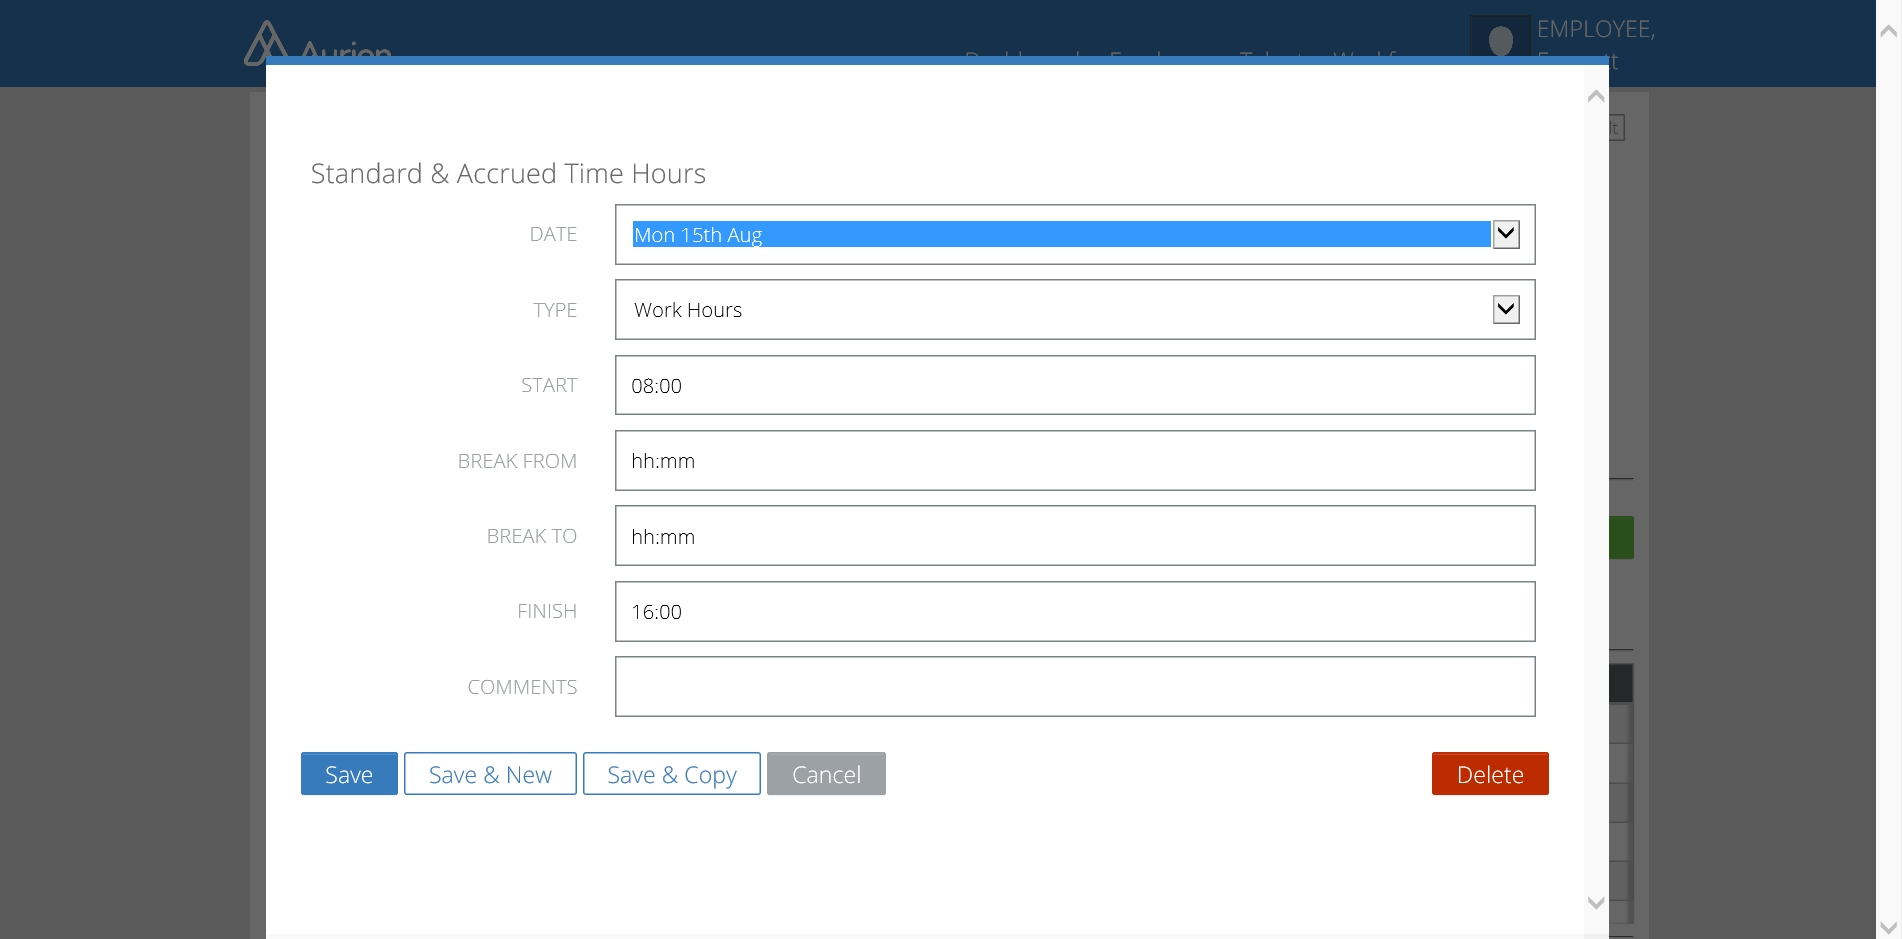 EMPLOYEE,
Standard & Accrued Time Hours
DATE
Mon 15th Aug
TYPE
Work Hours
START
08:00
BREAK FROM
hh:mm
BREAK TO
hh:mm
FINISH
16:00
COMMENTS
Save
Save & New
Save & Copy
Cancel
Delete